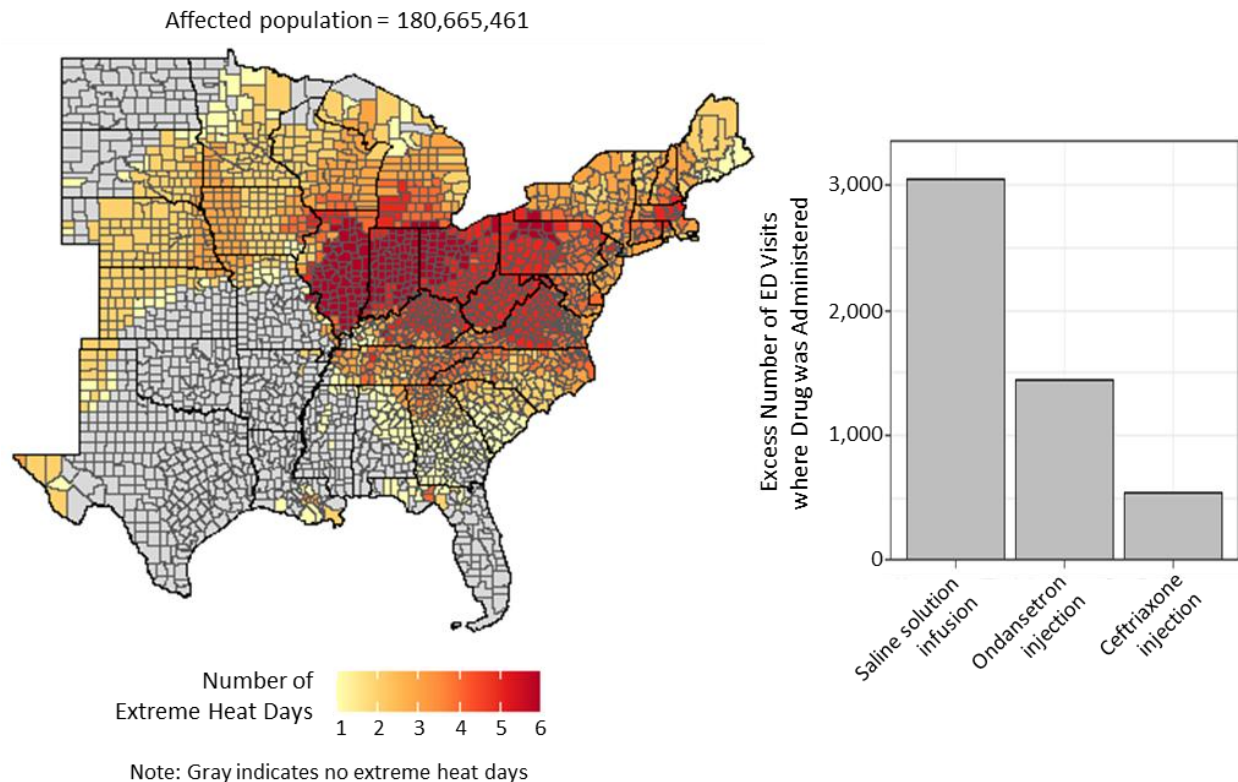 Affected population = 180,665,461
Number of
Extreme Heat Days
1 2 3 4 5 6
Note: Gray indicates no extreme heat days
Excess Number of ED Visits
where Drug was Administered
3,000
2,000
1,000
0
Saline solution
infusion
Ondansetron
injection
Ceftriaxone
injection